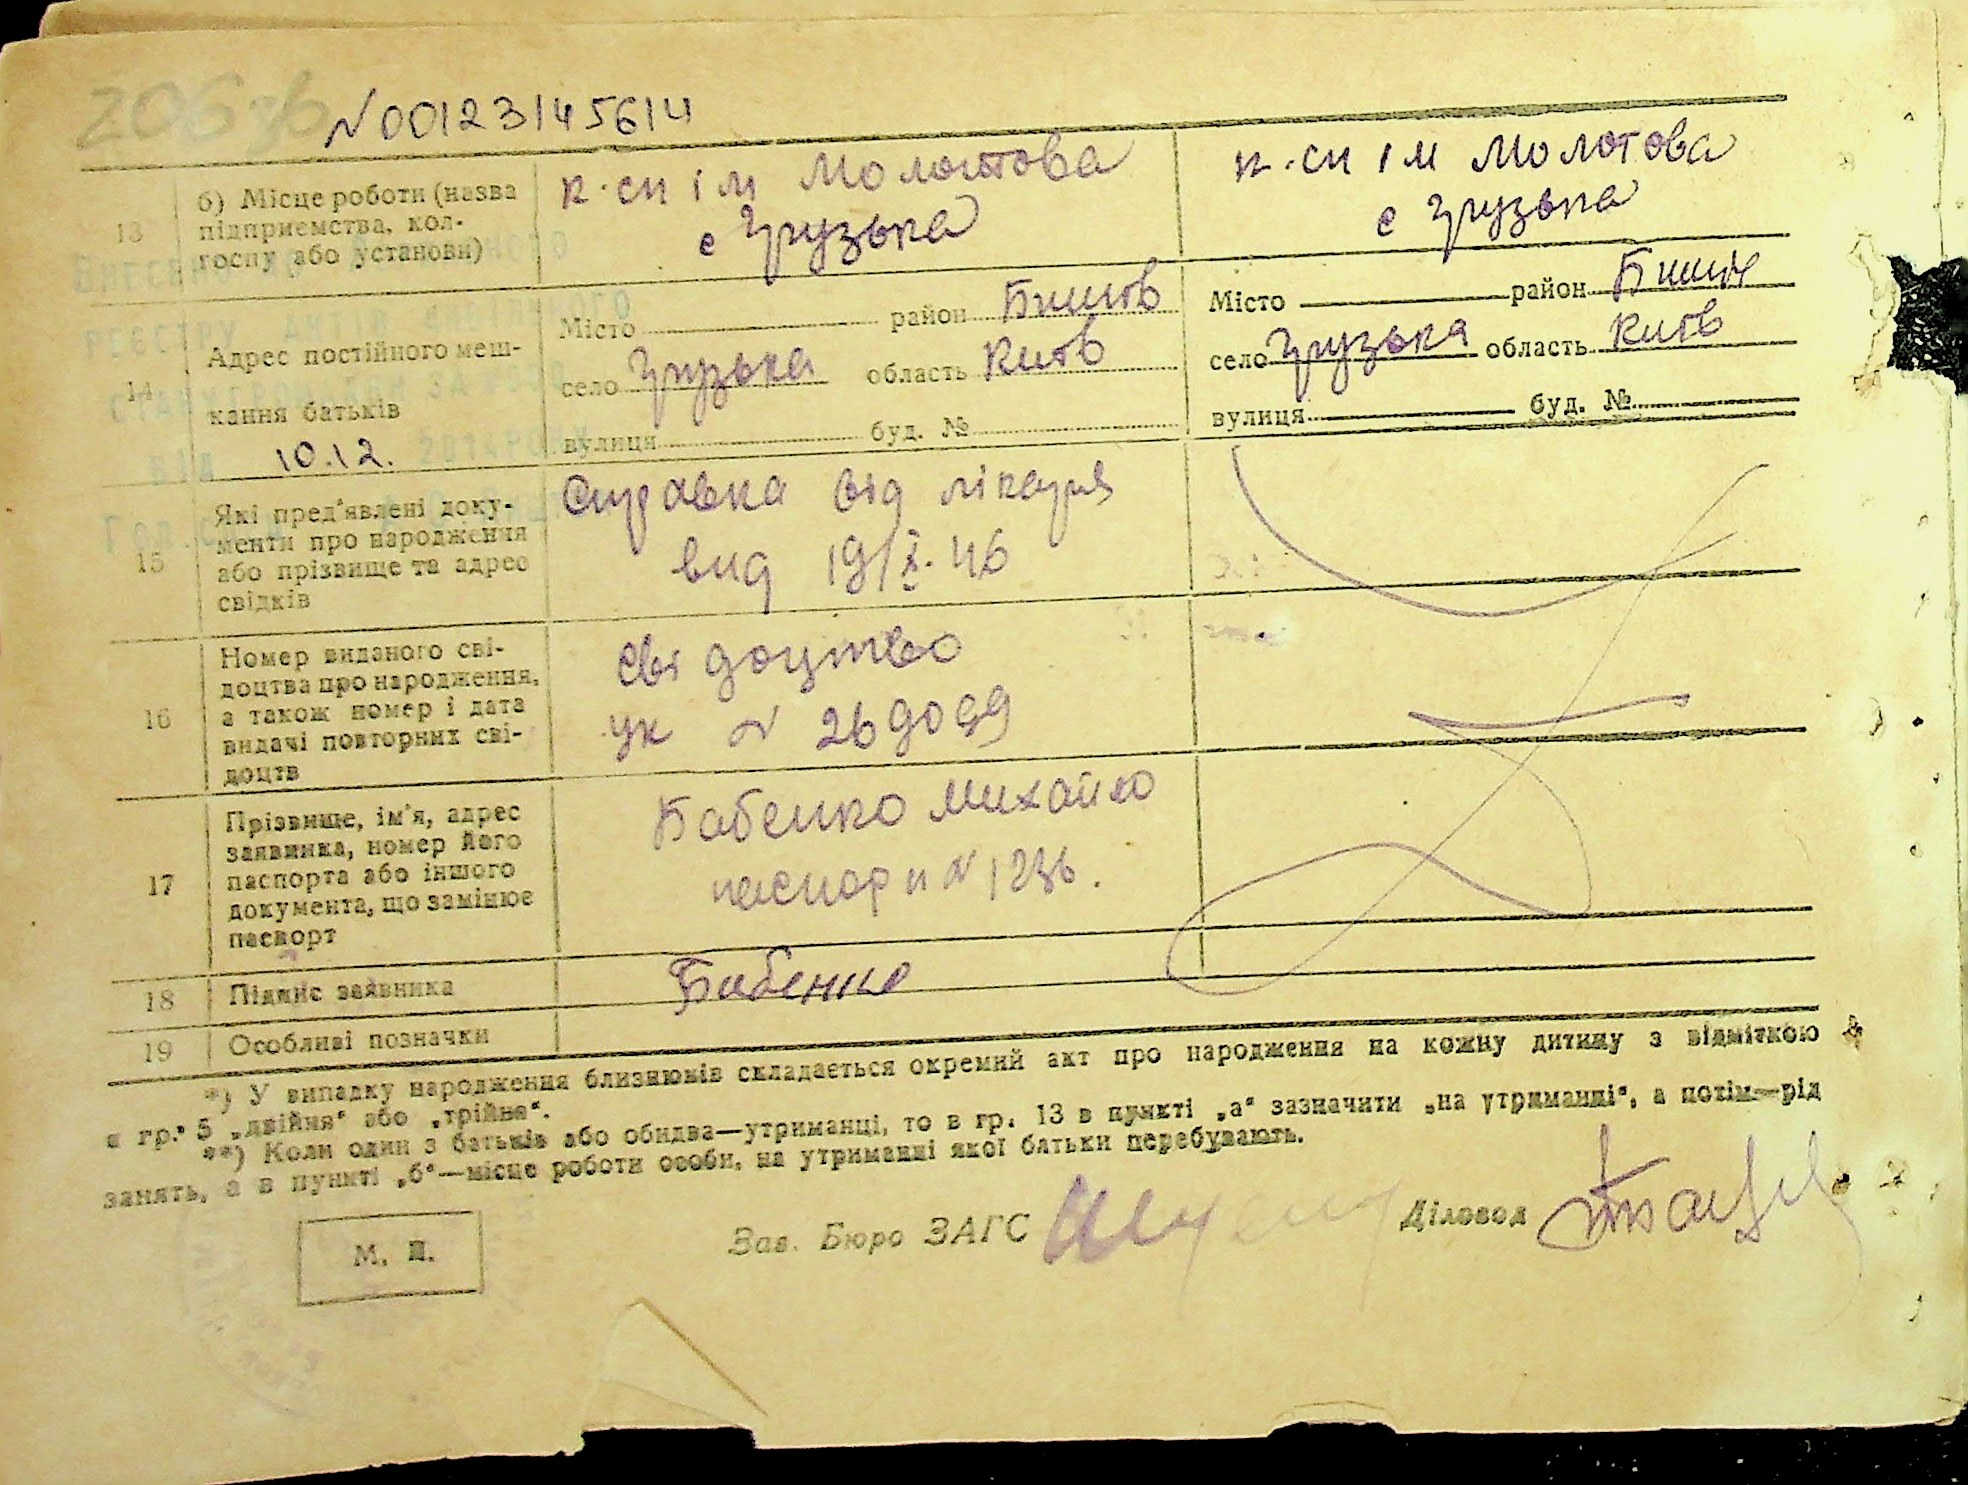 206-б
N00123145614
13 б) Місце роботи (назва підприємства, колгоспу або установи)
к-сп ім Молотова
с Грузька
к-сп ім Молотова
с Грузька
14 Адрес постійного мешкання батьків
Місто район Бишів
село Грузька область Київ
вулиця буд. №
Місто район Бишів
село Грузька область Київ
вулиця буд. №
від 10.12. 2014Р
15 Які пред'явлені документи про народження або прізвище та адрес свідків
Справка від лікаря
вид 19/X-46
16 Номер виданого свідоцтва про народження, а також номер і дата видачі повторних свідоцтв
Свідоцтво
УК N
17 Прізвище, ім'я, адрес заявника, номер його паспорта або іншого документа, що замінює паспорт
Бабенко Михайло
паспорт N 1236.
18 Підпис заявника
Бабенко
19 Особливі позначки
*) У випадку народження близнюків складається окремий акт про народження на кожну дитину з відміткою
в гр. 5 „двійня“ або „трійня“.
**) Коли один з батьків або обидва—утриманці, то в гр. 13 в пункті „а“ зазначити „на утриманні“, а потім—рід
занять, а в пункті „б“—місце роботи особи, на утриманні якої батьки перебувають.
М. П.
Зав. Бюро ЗАГС
Діловод